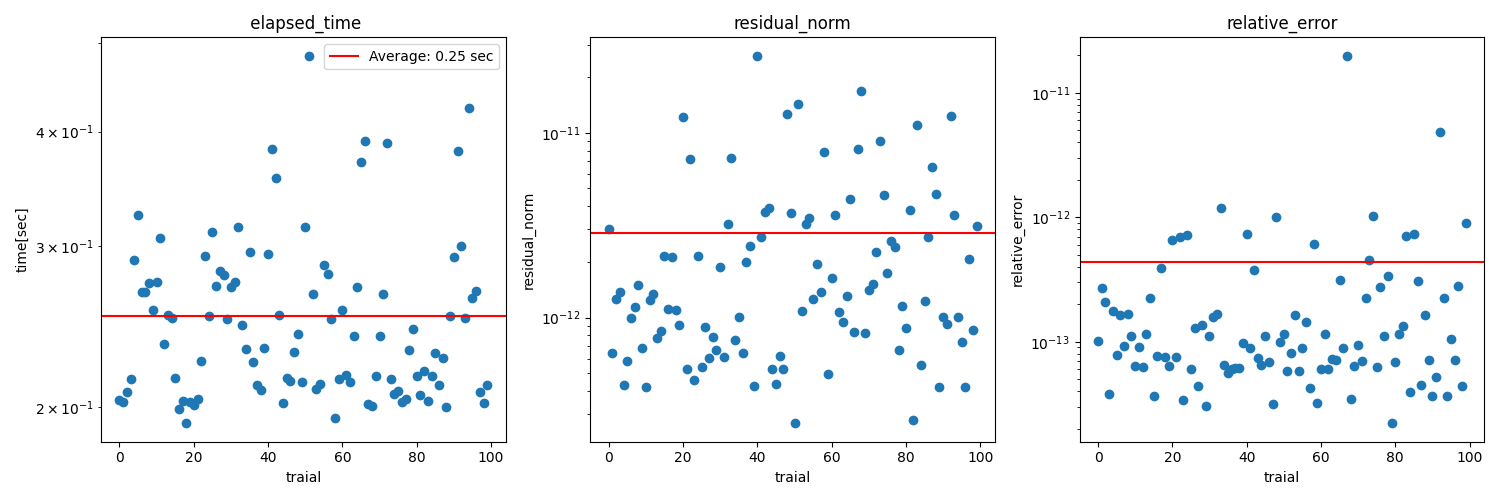 elapsed_time
time[sec]
4 × 10⁻¹
3 × 10⁻¹
2 × 10⁻¹
Average: 0.25 sec
0 20 40 60 80 100
traial
residual_norm
residual_norm
10⁻¹¹
10⁻¹²
0 20 40 60 80 100
traial
relative_error
relative_error
10⁻¹¹
10⁻¹²
10⁻¹³
0 20 40 60 80 100
traial